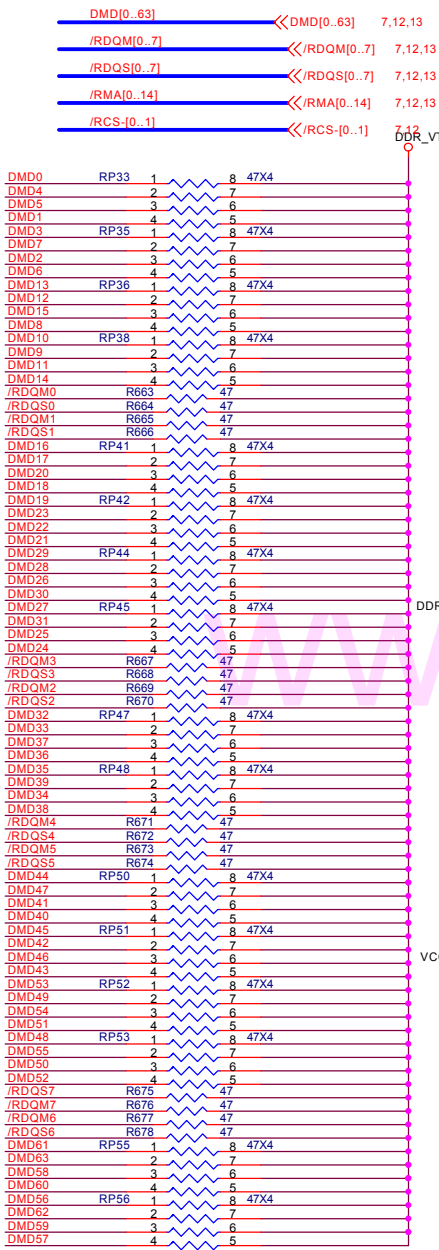 DMD[0..63] DMD[0..63] 7,12,13
/RDQM[0..7] /RDQM[0..7] 7,12,13
/RDQS[0..7] /RDQS[0..7] 7,12,13
/RMA[0..14] /RMA[0..14] 7,12,13
/RCS-[0..1] /RCS-[0..1] 7,12
DMD0 RP33 1 8 47X4
DMD4 2 7
DMD5 3 6
DMD1 4 5
DMD3 RP35 1 8 47X4
DMD7 2 7
DMD2 3 6
DMD6 4 5
DMD13 RP36 1 8 47X4
DMD12 2 7
DMD15 3 6
DMD8 4 5
DMD10 RP38 1 8 47X4
DMD9 2 7
DMD11 3 6
DMD14 4 5
/RDQM0 R663 47
/RDQS0 R664 47
/RDQM1 R665 47
/RDQS1 R666 47
DMD16 RP41 1 8 47X4
DMD17 2 7
DMD20 3 6
DMD18 4 5
DMD19 RP42 1 8 47X4
DMD23 2 7
DMD22 3 6
DMD21 4 5
DMD29 RP44 1 8 47X4
DMD28 2 7
DMD26 3 6
DMD30 4 5
DMD27 RP45 1 8 47X4
DMD31 2 7
DMD25 3 6
DMD24 4 5
/RDQM3 R667 47
/RDQS3 R668 47
/RDQM2 R669 47
/RDQS2 R670 47
DMD32 RP47 1 8 47X4
DMD33 2 7
DMD37 3 6
DMD36 4 5
DMD35 RP48 1 8 47X4
DMD39 2 7
DMD34 3 6
DMD38 4 5
/RDQM4 R671 47
/RDQS4 R672 47
/RDQM5 R673 47
/RDQS5 R674 47
DMD44 RP50 1 8 47X4
DMD47 2 7
DMD41 3 6
DMD40 4 5
DMD45 RP51 1 8 47X4
DMD42 2 7
DMD46 3 6
DMD43 4 5
DMD53 RP52 1 8 47X4
DMD49 2 7
DMD54 3 6
DMD51 4 5
DMD48 RP53 1 8 47X4
DMD55 2 7
DMD50 3 6
DMD52 4 5
/RDQS7 R675 47
/RDQM7 R676 47
/RDQM6 R677 47
/RDQS6 R678 47
DMD61 RP55 1 8 47X4
DMD63 2 7
DMD58 3 6
DMD60 4 5
DMD56 RP56 1 8 47X4
DMD62 2 7
DMD59 3 6
DMD57 4 5